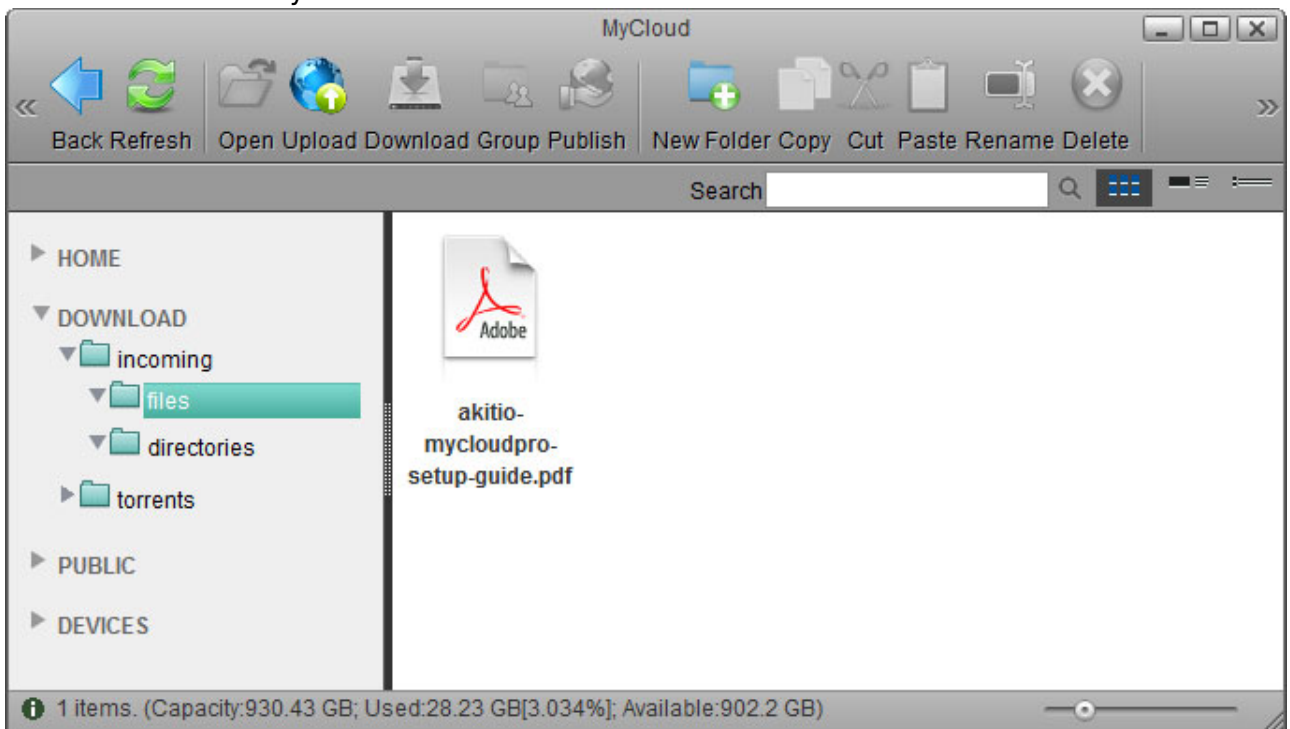 MyCloud
Back Refresh Open Upload Download Group Publish New Folder Copy Cut Paste Rename Delete
Search
HOME
DOWNLOAD
incoming
files
directories
torrents
PUBLIC
DEVICES
Adobe
akitio-
mycloudpro-
setup-guide.pdf
1 items. (Capacity:930.43 GB; Used:28.23 GB[3.034%]; Available:902.2 GB)